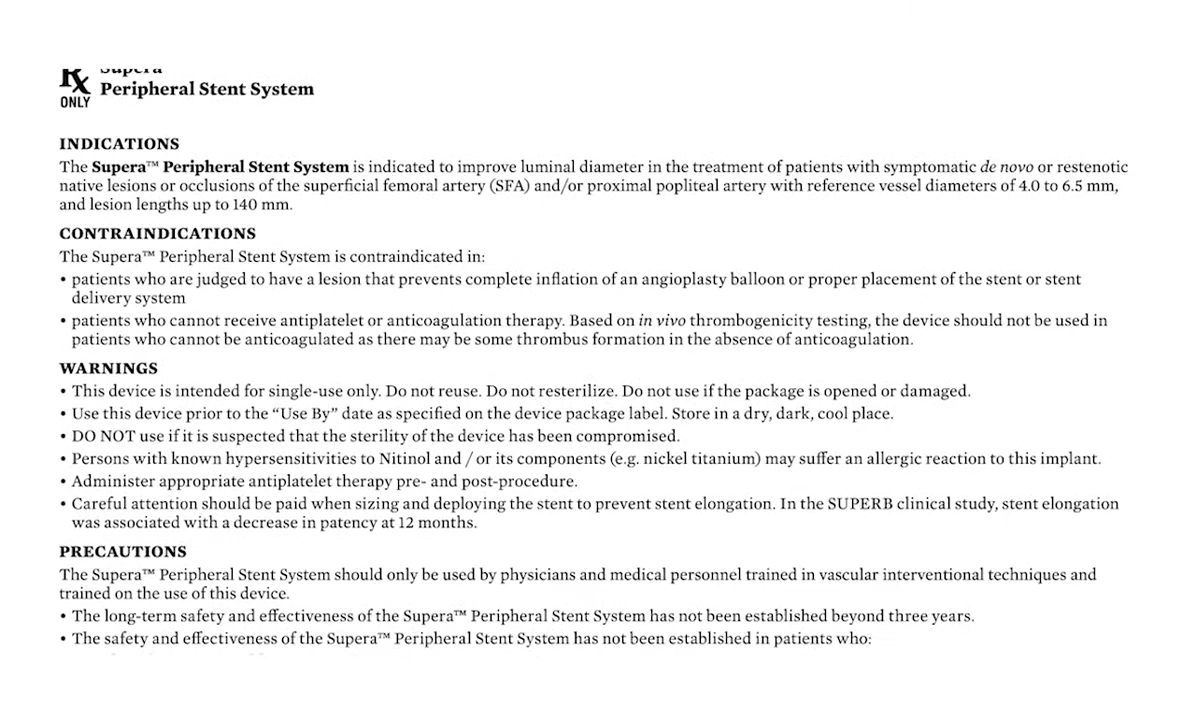 Rx
ONLY
Supera
Peripheral Stent System
INDICATIONS
The Supera™ Peripheral Stent System is indicated to improve luminal diameter in the treatment of patients with symptomatic de novo or restenotic
native lesions or occlusions of the superficial femoral artery (SFA) and/or proximal popliteal artery with reference vessel diameters of 4.0 to 6.5 mm,
and lesion lengths up to 140 mm.
CONTRAINDICATIONS
The Supera™ Peripheral Stent System is contraindicated in:
• patients who are judged to have a lesion that prevents complete inflation of an angioplasty balloon or proper placement of the stent or stent
delivery system
• patients who cannot receive antiplatelet or anticoagulation therapy. Based on in vivo thrombogenicity testing, the device should not be used in
patients who cannot be anticoagulated as there may be some thrombus formation in the absence of anticoagulation.
WARNINGS
• This device is intended for single-use only. Do not reuse. Do not resterilize. Do not use if the package is opened or damaged.
• Use this device prior to the “Use By” date as specified on the device package label. Store in a dry, dark, cool place.
• DO NOT use if it is suspected that the sterility of the device has been compromised.
• Persons with known hypersensitivities to Nitinol and / or its components (e.g. nickel titanium) may suffer an allergic reaction to this implant.
• Administer appropriate antiplatelet therapy pre- and post-procedure.
• Careful attention should be paid when sizing and deploying the stent to prevent stent elongation. In the SUPERB clinical study, stent elongation
was associated with a decrease in patency at 12 months.
PRECAUTIONS
The Supera™ Peripheral Stent System should only be used by physicians and medical personnel trained in vascular interventional techniques and
trained on the use of this device.
• The long-term safety and effectiveness of the Supera™ Peripheral Stent System has not been established beyond three years.
• The safety and effectiveness of the Supera™ Peripheral Stent System has not been established in patients who: